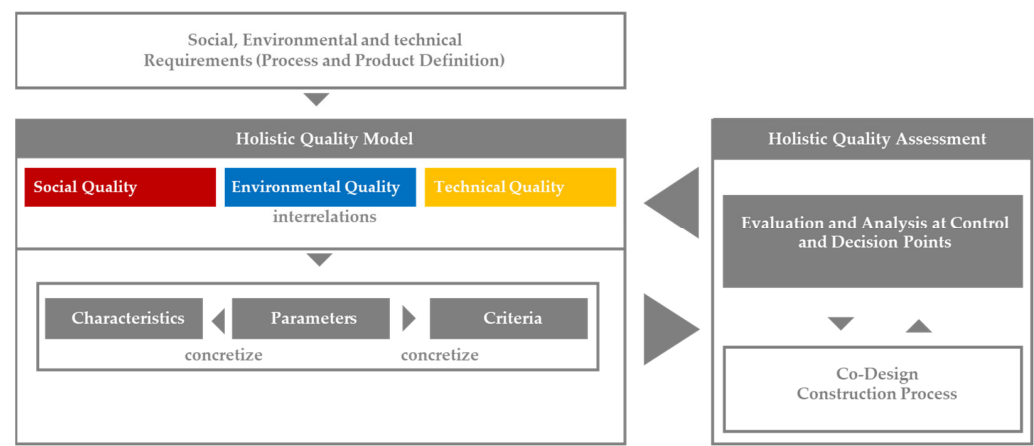 Social, Environmental and technical
Requirements (Process and Product Definition)
Holistic Quality Model
Social Quality
Environmental Quality
Technical Quality
interrelations
Characteristics
Parameters
Criteria
concretize
concretize
Holistic Quality Assessment
Evaluation and Analysis at Control
and Decision Points
Co-Design
Construction Process